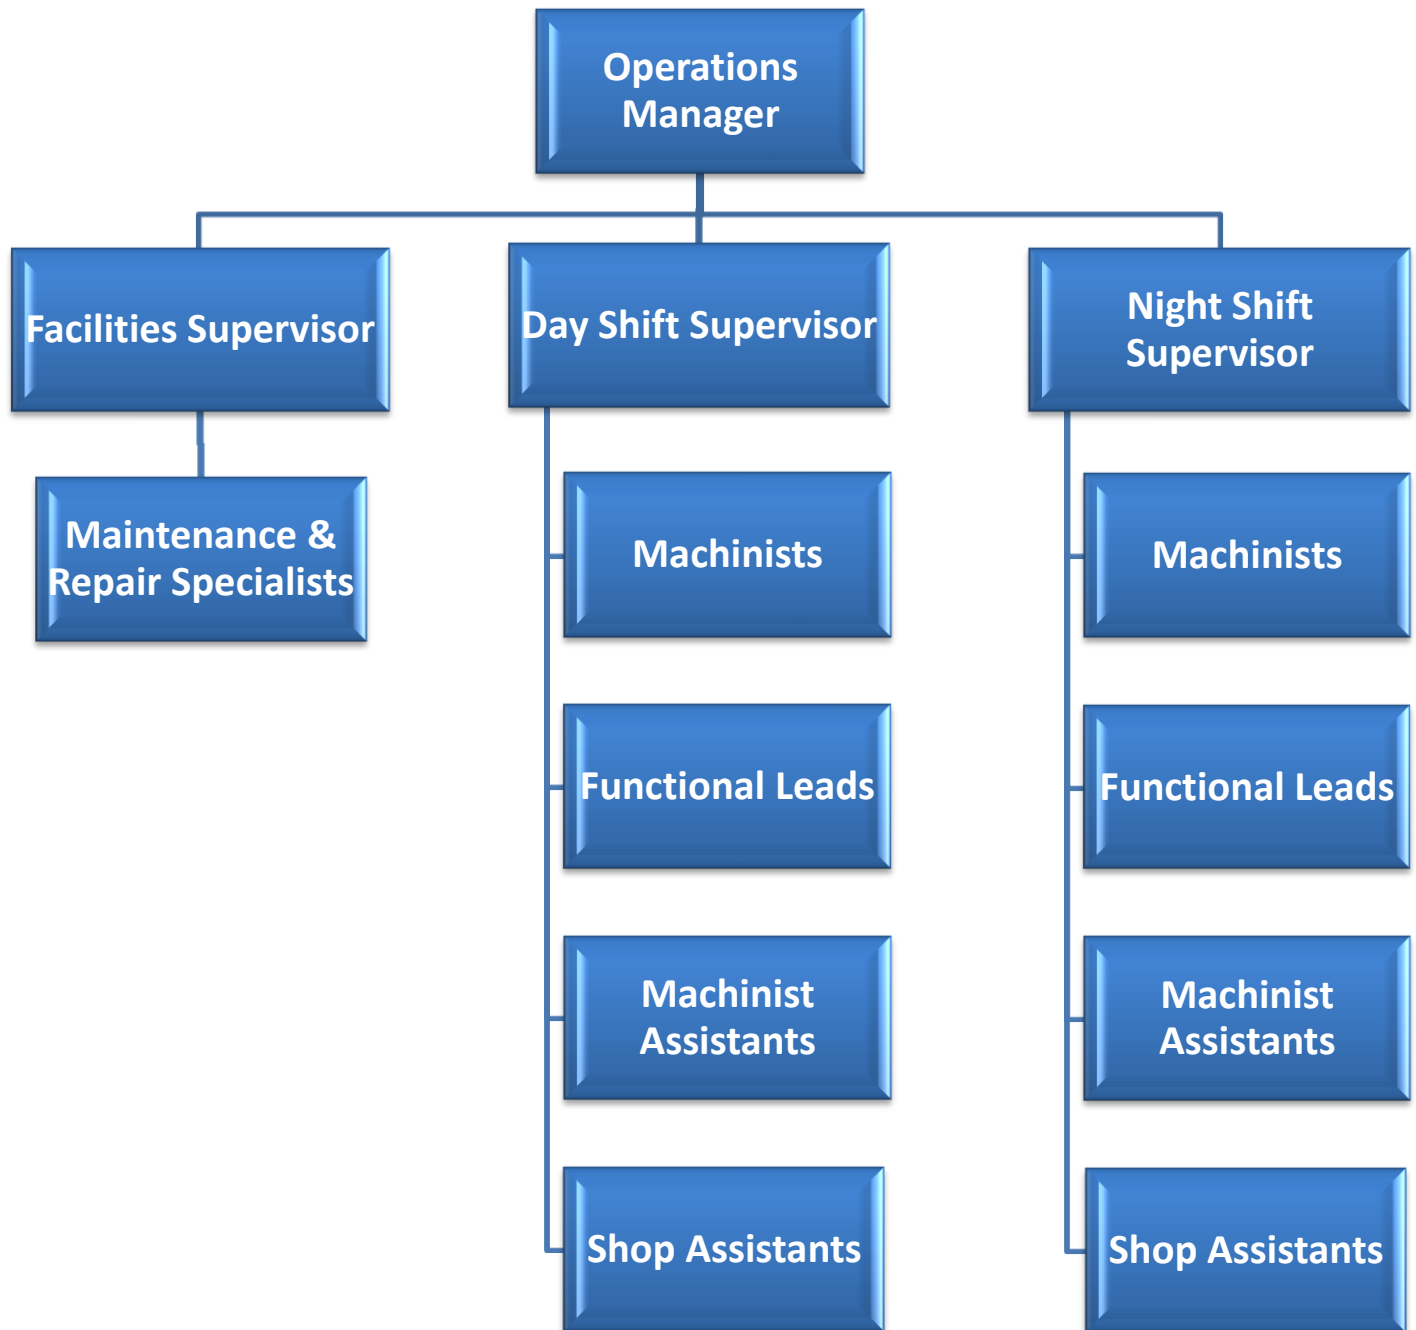 Operations
Manager
Facilities Supervisor
Day Shift Supervisor
Night Shift
Supervisor
Maintenance &
Repair Specialists
Machinists
Functional Leads
Machinist
Assistants
Shop Assistants
Machinists
Functional Leads
Machinist
Assistants
Shop Assistants